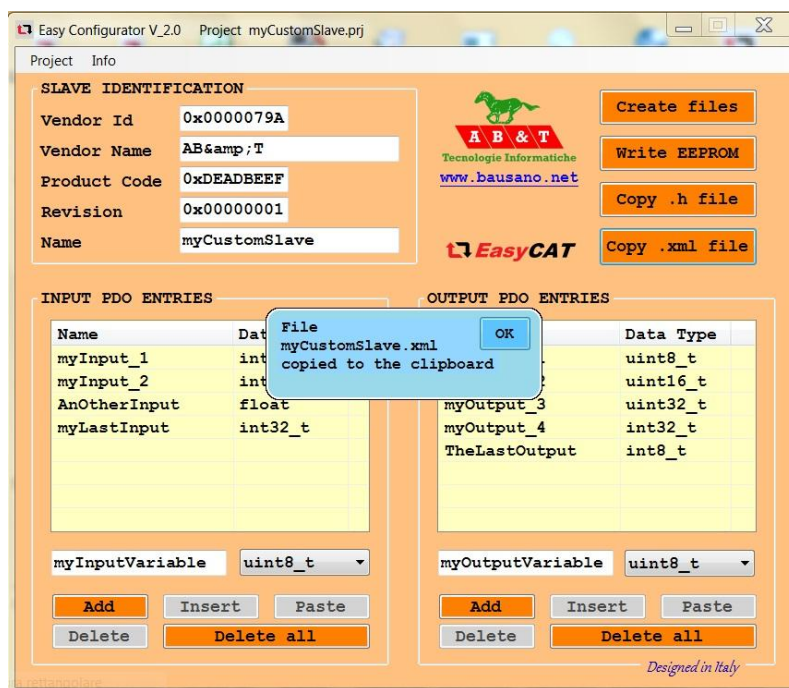 Easy Configurator V_2.0 Project myCustomSlave.prj
Project Info
SLAVE IDENTIFICATION
Vendor Id 0x0000079A
Vendor Name AB&amp;T
Product Code 0xDEADBEEF
Revision 0x00000001
Name myCustomSlave
A B & T
Tecnologie Informatiche
www.bausano.net
EasyCAT
Create files
Write EEPROM
Copy .h file
Copy .xml file
INPUT PDO ENTRIES
Name Dat
myInput_1 int
myInput_2 int
AnOtherInput float
myLastInput int32_t
myInputVariable uint8_t
Add Insert Paste
Delete Delete all
File
myCustomSlave.xml
copied to the clipboard
OK
OUTPUT PDO ENTRIES
Data Type
uint8_t
uint16_t
myOutput_3 uint32_t
myOutput_4 int32_t
TheLastOutput int8_t
myOutputVariable uint8_t
Add Insert Paste
Delete Delete all
Designed in Italy
rettangolare